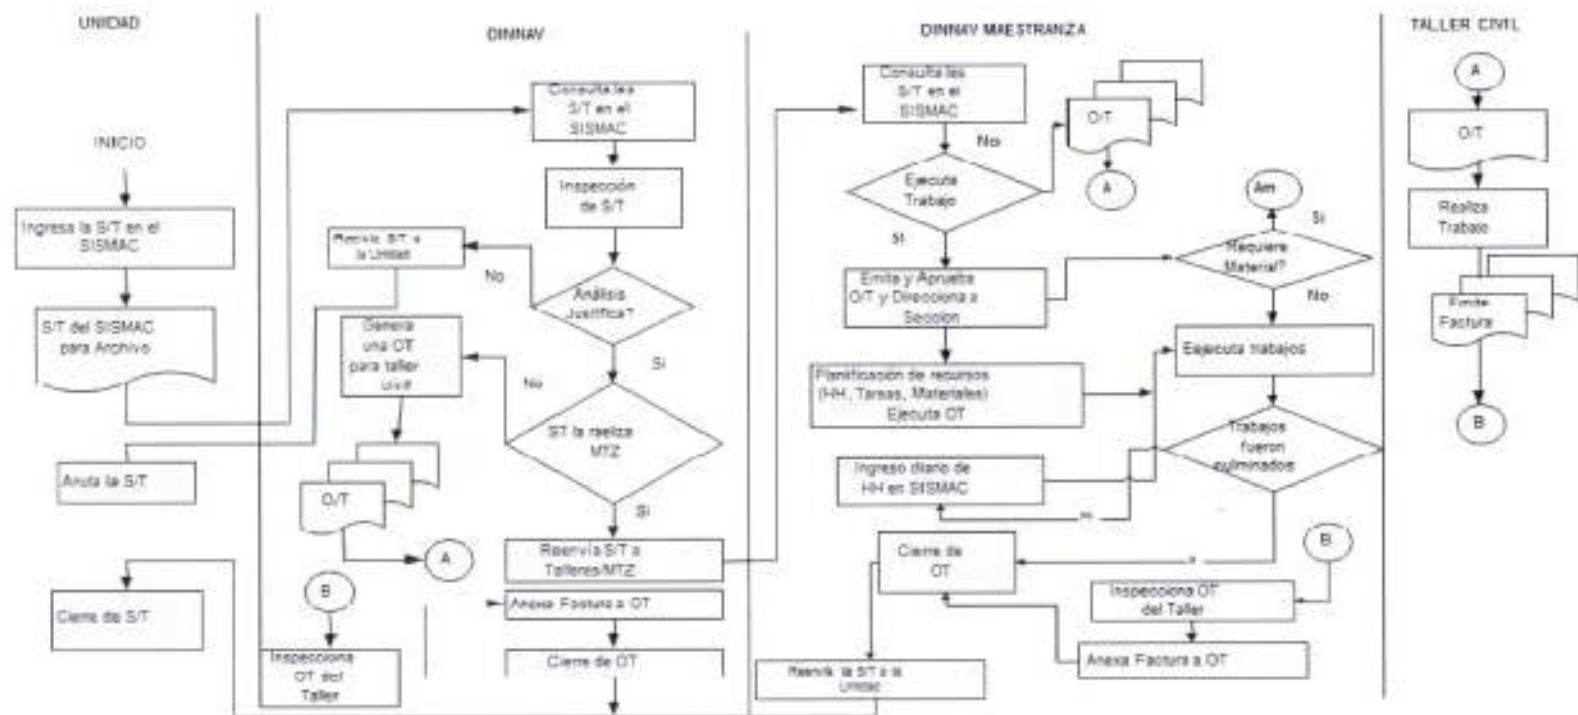 UNIDAD
INICIO
Ingresa la S/T en el
SISMAC
S/T del SISMAC
para Archivo
Anula la S/T
Cierre de S/T
DINNAV
Consulta las
S/T en el
SISMAC
Inspección
de S/T
Reenvía S/T a
la Unidad
No
Análisis
Justifica?
Si
Genera
una OT
para taller
No
ST la realiza
MTZ
Si
O/T
A
Reenvía S/T a
Talleres/MTZ
B
Anexa Factura a OT
Inspecciona
OT del
Taller
Cierre de OT
DINNAV MAESTRANZA
Consulta las
S/T en el
SISMAC
No
O/T
A
Ejecuta
Trabajo
Si
Am
Si
Requiere
Material?
No
Emite y Aprueba
O/T y Direcciona a
Seccion
Eejecuta trabajos
Planificación de recursos
(HH, Tareas, Materiales)
Ejecuta OT
Trabajos
fueron
culminados
Ingreso diario de
HH en SISMAC
Cierre de
OT
B
Inspecciona OT
del Taller
Anexa Factura a OT
la S/T a la
Unidad
TALLER CIVIL
A
O/T
Realiza
Trabajo
Emite
Factura
B